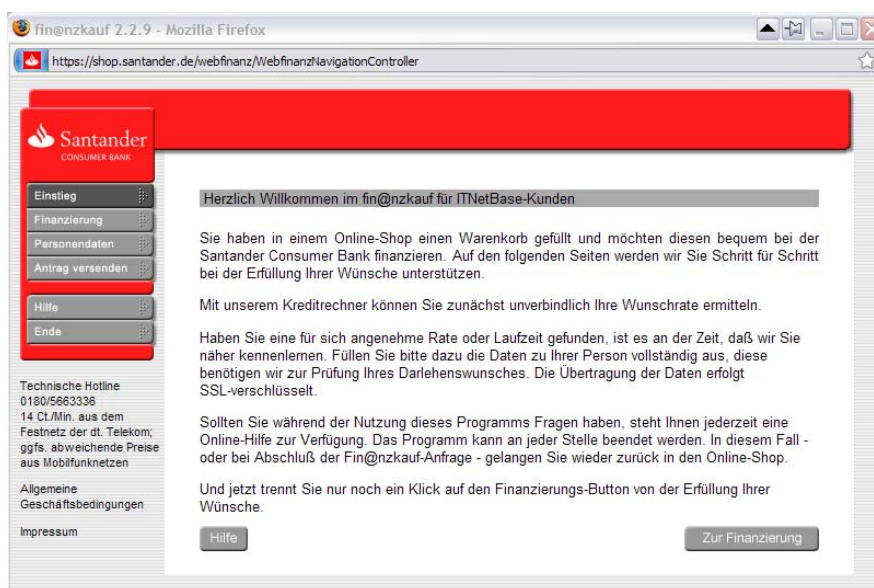 fin@nzkauf 2.2.9 - Mozilla Firefox
https://shop.santander.de/webfinanz/WebfinanzNavigationController
Santander
CONSUMER BANK
Einstieg
Finanzierung
Personendaten
Antrag versenden
Hilfe
Ende
Technische Hotline
0180/5663336
14 Ct./Min. aus dem
Festnetz der dt. Telekom;
ggfs. abweichende Preise
aus Mobilfunknetzen
Allgemeine
Geschäftsbedingungen
Impressum
Herzlich Willkommen im fin@nzkauf für ITNetBase-Kunden
Sie haben in einem Online-Shop einen Warenkorb gefüllt und möchten diesen bequem bei der
Santander Consumer Bank finanzieren. Auf den folgenden Seiten werden wir Sie Schritt für Schritt
bei der Erfüllung Ihrer Wünsche unterstützen.
Mit unserem Kreditrechner können Sie zunächst unverbindlich Ihre Wunschrate ermitteln.
Haben Sie eine für sich angenehme Rate oder Laufzeit gefunden, ist es an der Zeit, daß wir Sie
näher kennenlernen. Füllen Sie bitte dazu die Daten zu Ihrer Person vollständig aus, diese
benötigen wir zur Prüfung Ihres Darlehenswunsches. Die Übertragung der Daten erfolgt
SSL-verschlüsselt.
Sollten Sie während der Nutzung dieses Programms Fragen haben, steht Ihnen jederzeit eine
Online-Hilfe zur Verfügung. Das Programm kann an jeder Stelle beendet werden. In diesem Fall -
oder bei Abschluß der Fin@nzkauf-Anfrage - gelangen Sie wieder zurück in den Online-Shop.
Und jetzt trennt Sie nur noch ein Klick auf den Finanzierungs-Button von der Erfüllung Ihrer
Wünsche.
Hilfe
Zur Finanzierung